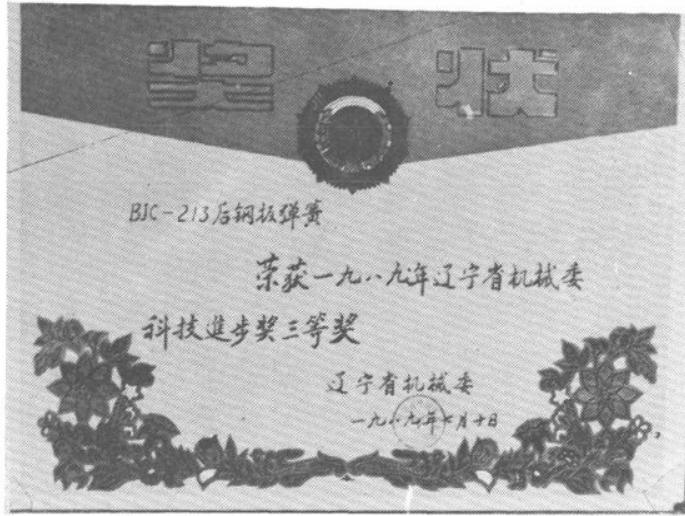 奖状
BJC-213后钢板弹簧
荣获一九八九年辽宁省机械委
科技進步奖三等奖
辽宁省机械委
一九八九年七月十日